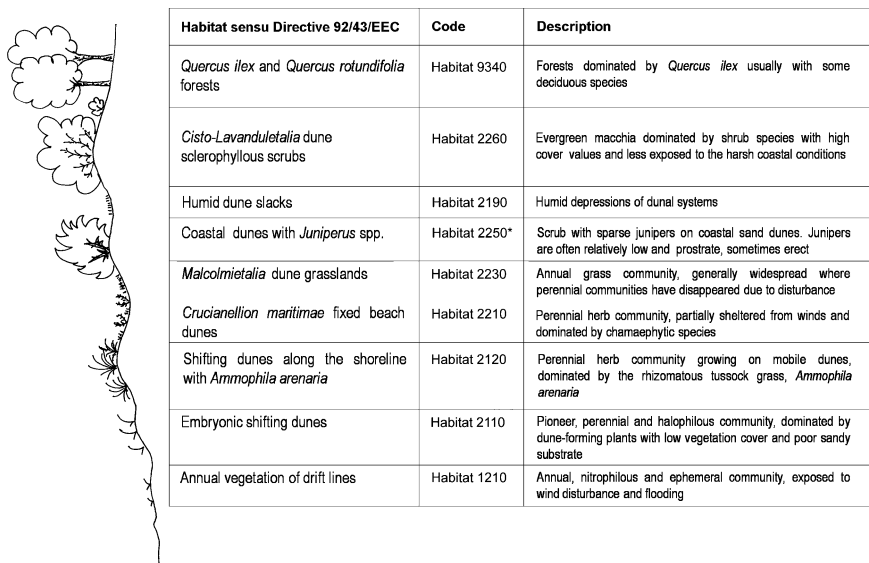 Habitat sensu Directive 92/43/EEC Code Description
Quercus ilex and Quercus rotundifolia forests Habitat 9340 Forests dominated by Quercus ilex usually with some deciduous species
Cisto-Lavanduletalia dune sclerophyllous scrubs Habitat 2260 Evergreen macchia dominated by shrub species with high cover values and less exposed to the harsh coastal conditions
Humid dune slacks Habitat 2190 Humid depressions of dunal systems
Coastal dunes with Juniperus spp. Habitat 2250* Scrub with sparse junipers on coastal sand dunes. Junipers are often relatively low and prostrate, sometimes erect
Malcolmietalia dune grasslands Habitat 2230 Annual grass community, generally widespread where perennial communities have disappeared due to disturbance
Crucianellion maritimae fixed beach dunes Habitat 2210 Perennial herb community, partially sheltered from winds and dominated by chamaephytic species
Shifting dunes along the shoreline with Ammophila arenaria Habitat 2120 Perennial herb community growing on mobile dunes, dominated by the rhizomatous tussock grass, Ammophila arenaria
Embryonic shifting dunes Habitat 2110 Pioneer, perennial and halophilous community, dominated by dune-forming plants with low vegetation cover and poor sandy substrate
Annual vegetation of drift lines Habitat 1210 Annual, nitrophilous and ephemeral community, exposed to wind disturbance and flooding